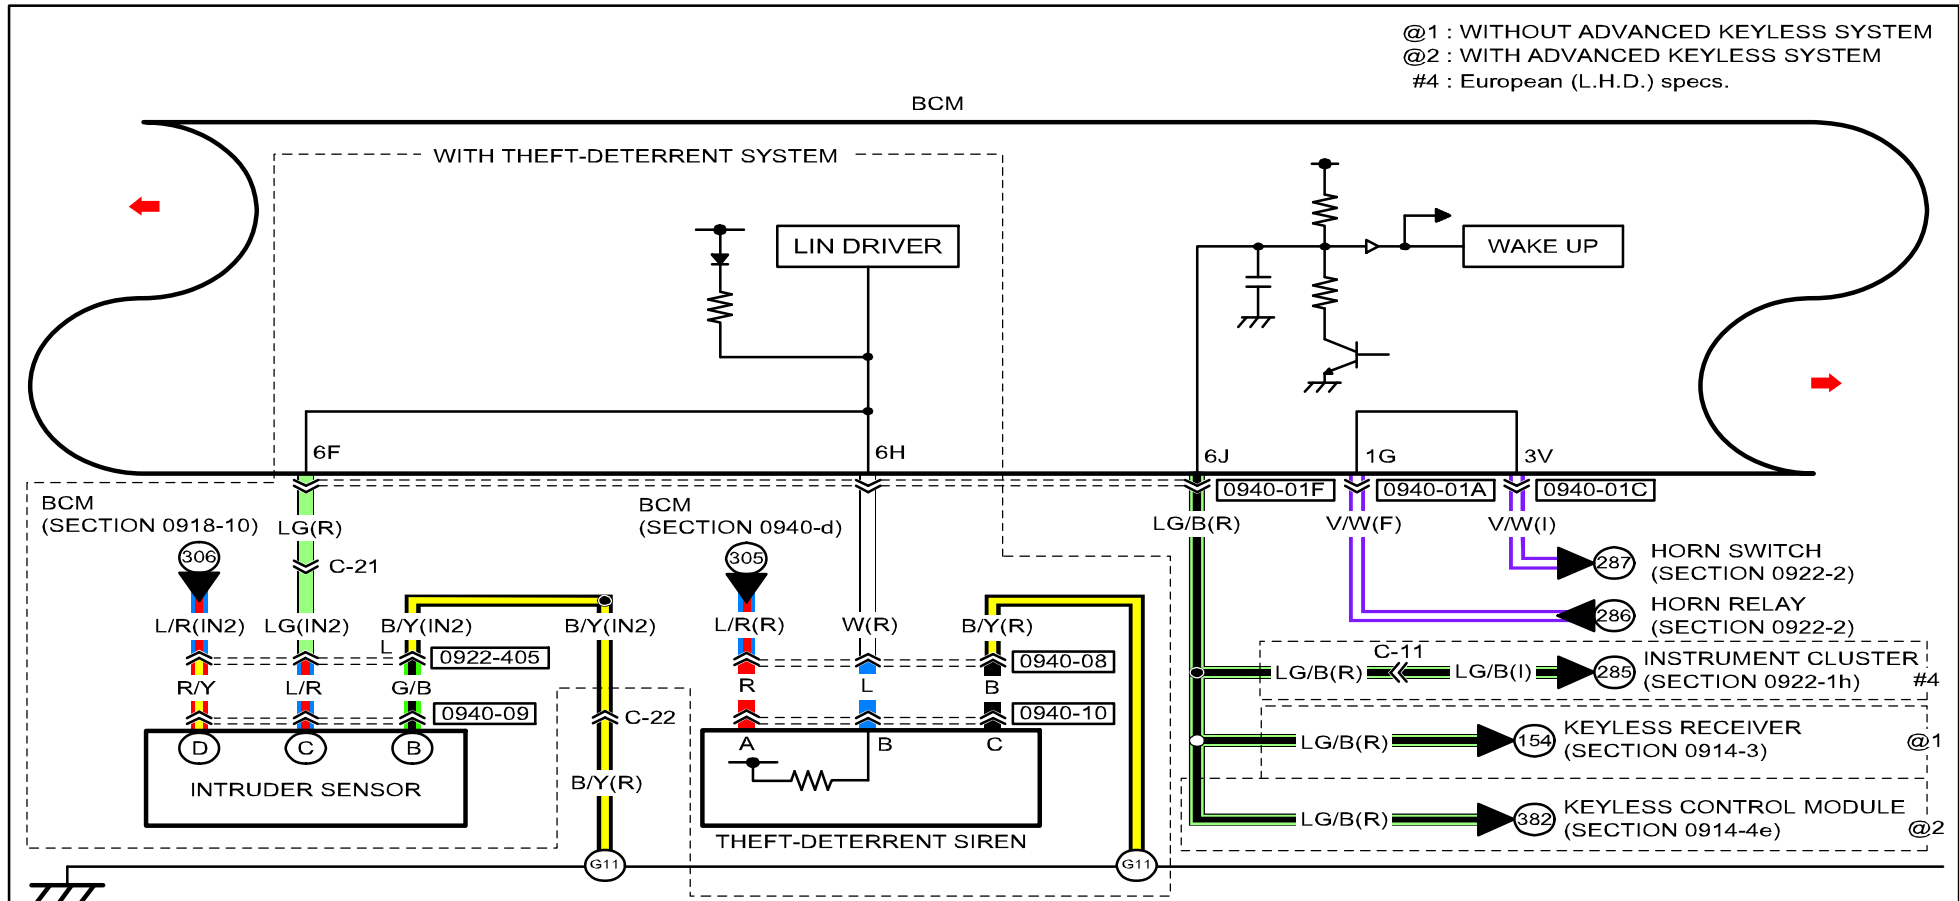 @1 : WITHOUT ADVANCED KEYLESS SYSTEM
@2 : WITH ADVANCED KEYLESS SYSTEM
#4 : European (L.H.D.) specs.
BCM
WITH THEFT-DETERRENT SYSTEM
LIN DRIVER
WAKE UP
6F
6H
6J
1G
3V
0940-01F
0940-01A
0940-01C
BCM
(SECTION 0918-10)
LG(R)
BCM
(SECTION 0940-d)
LG/B(R)
V/W(F)
V/W(I)
306
C-21
305
287
HORN SWITCH
(SECTION 0922-2)
286
HORN RELAY
(SECTION 0922-2)
L/R(IN2)
LG(IN2)
B/Y(IN2)
L
B/Y(IN2)
L/R(R)
W(R)
B/Y(R)
0922-405
0940-08
C-11
LG/B(R)
LG/B(I)
285
INSTRUMENT CLUSTER
(SECTION 0922-1h)
#4
R/Y
L/R
G/B
R
L
B
0940-09
C-22
0940-10
D
C
B
A
B
C
LG/B(R)
154
KEYLESS RECEIVER
(SECTION 0914-3)
@1
INTRUDER SENSOR
B/Y(R)
LG/B(R)
382
KEYLESS CONTROL MODULE
(SECTION 0914-4e)
@2
THEFT-DETERRENT SIREN
G11
G11